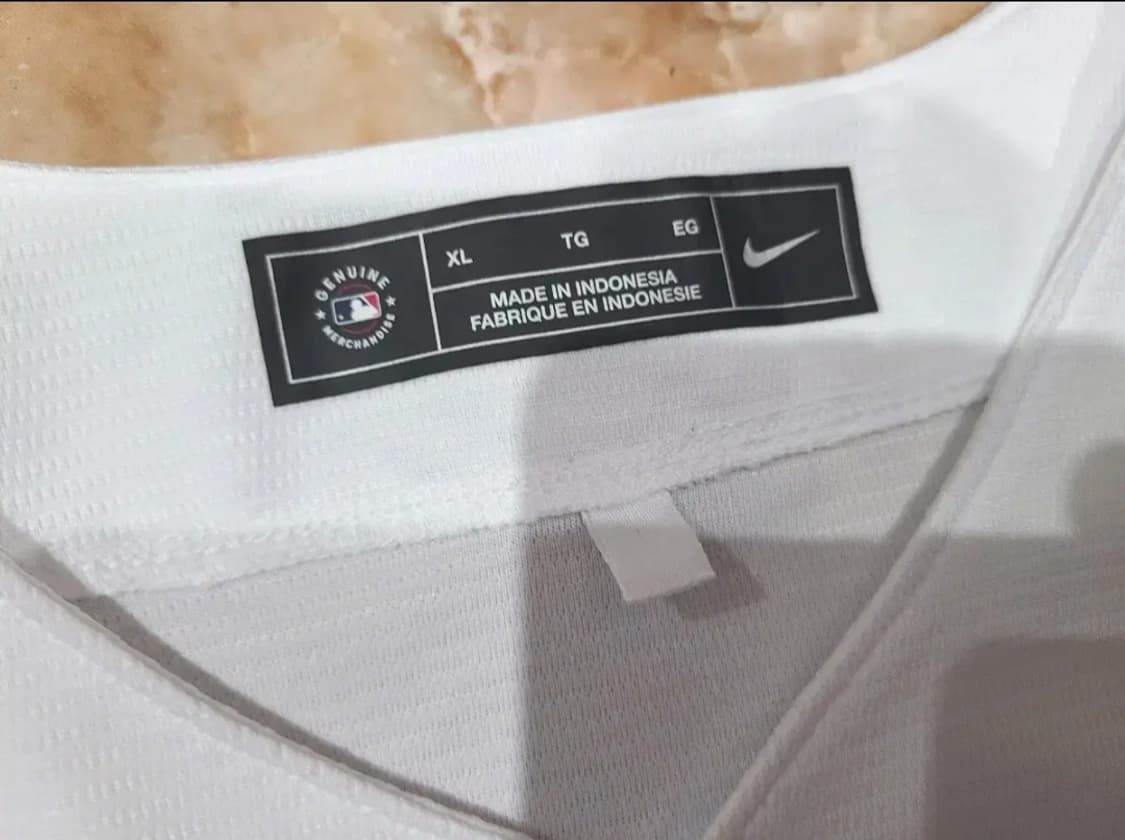 GENUINE
MERCHANDISE
XL TG EG
MADE IN INDONESIA
FABRIQUE EN INDONESIE